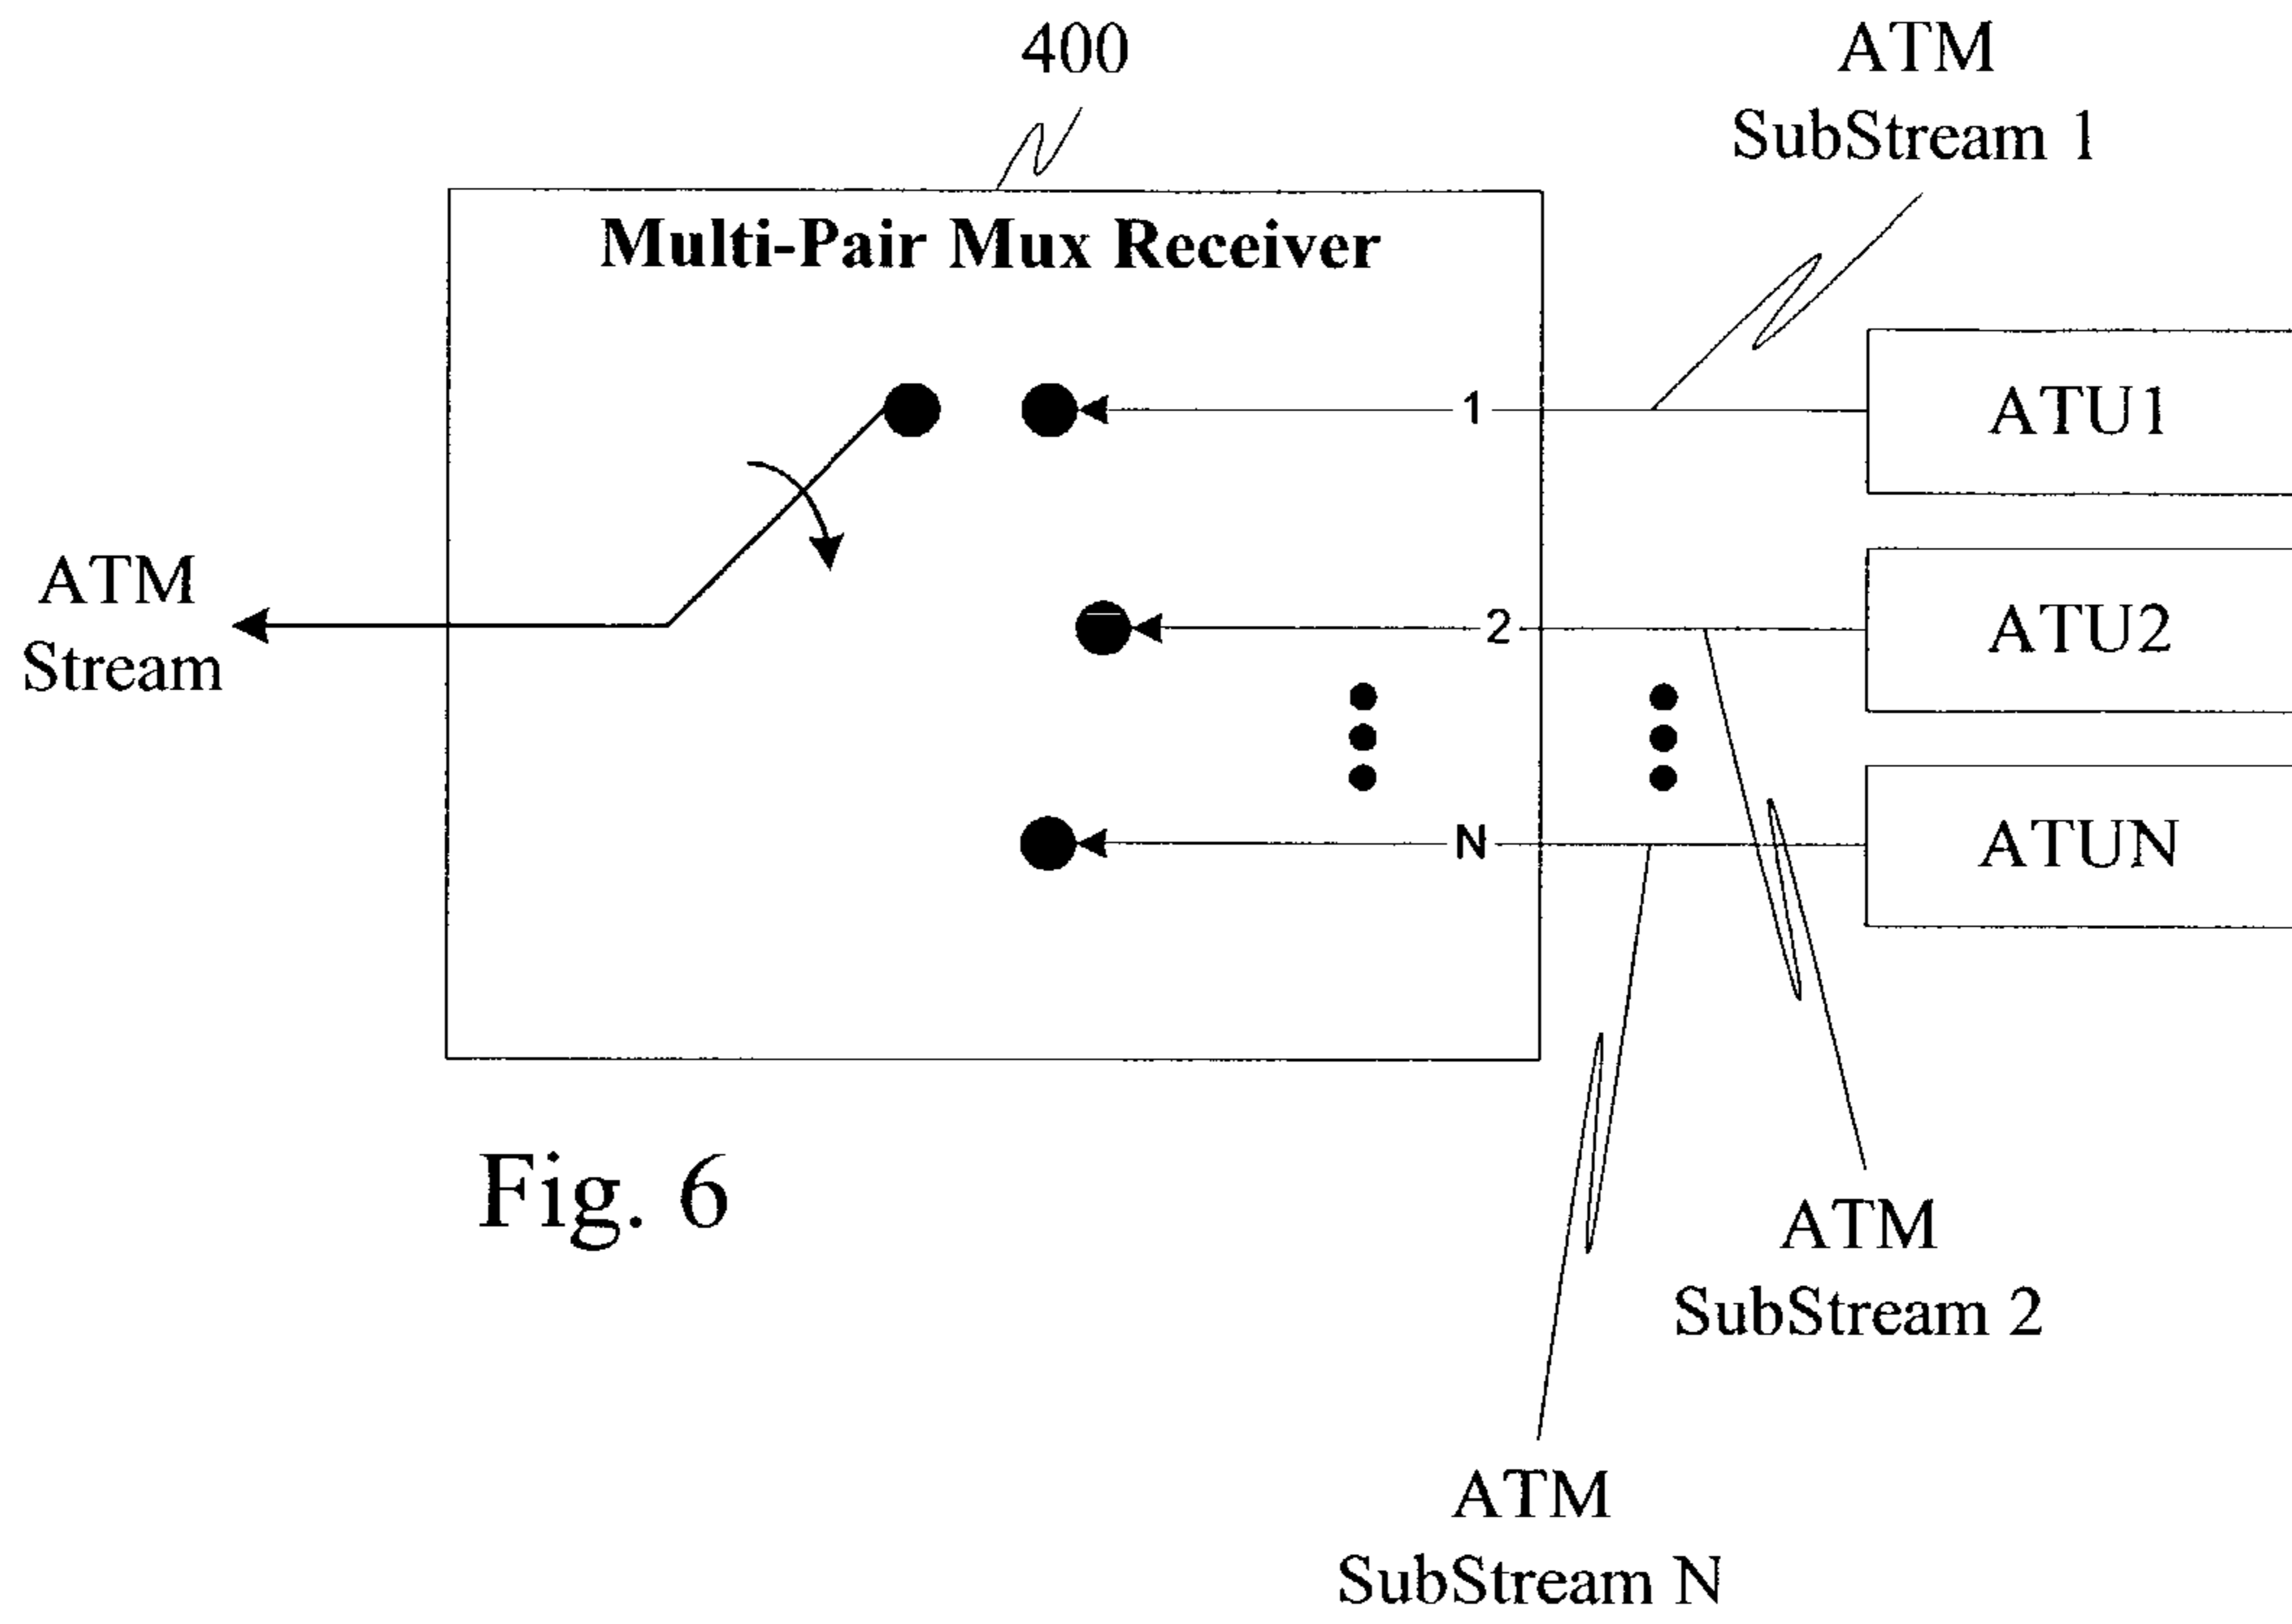 400
ATM
SubStream 1
Multi-Pair Mux Receiver
1
ATU1
ATM
Stream
2
ATU2
N
ATUN
Fig. 6
ATM
SubStream 2
ATM
SubStream N